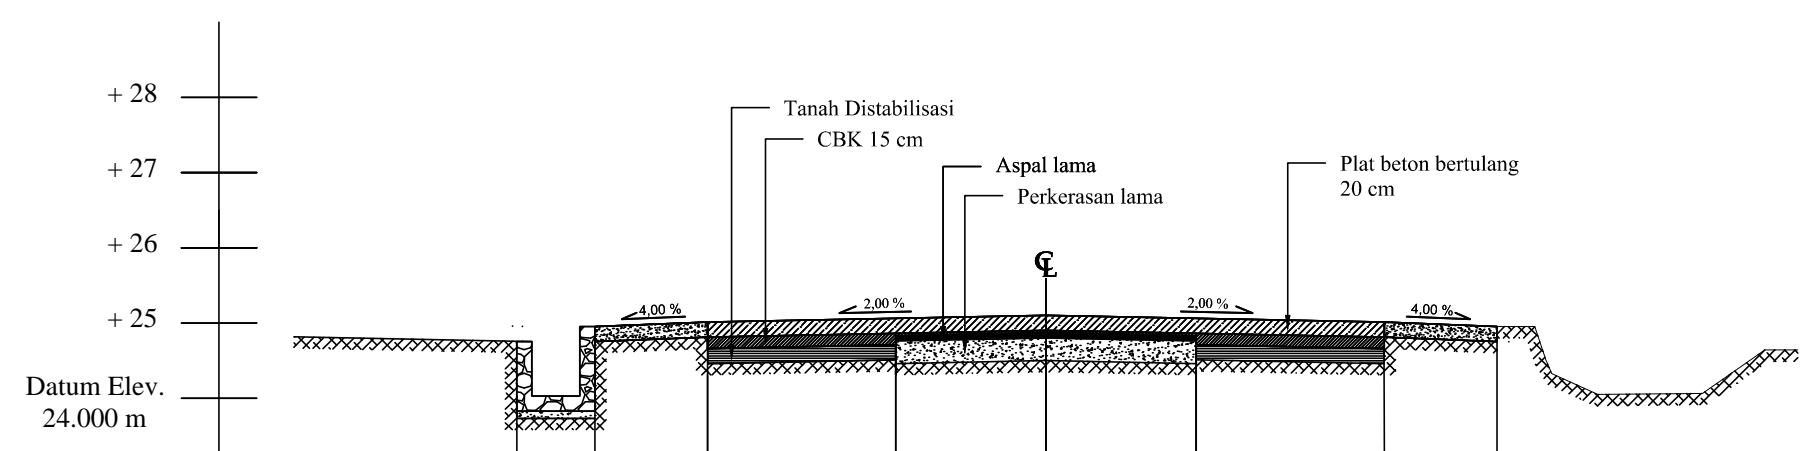 + 28
Tanah Distabilisasi
CBK 15 cm
+ 27
Aspal lama
Plat beton bertulang
20 cm
Perkerasan lama
+ 26
CL
4,00 %
2,00 %
2,00 %
4,00 %
+ 25
Datum Elev.
24.000 m